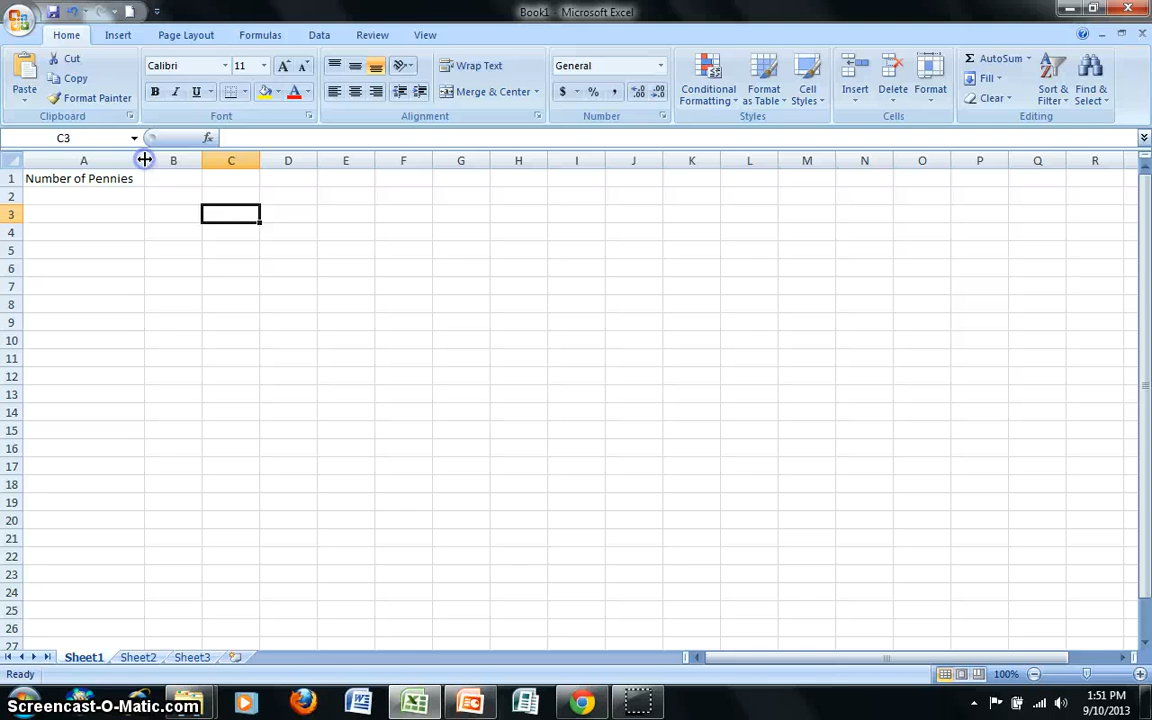 Book1 - Microsoft Excel
Home Insert Page Layout Formulas Data Review View
Cut
Copy
Format Painter
Paste
Clipboard
Calibri 11
B I U
Font
Wrap Text
Merge & Center
Alignment
General
$ % ,
Number
Conditional Formatting
Format as Table
Cell Styles
Styles
Insert Delete Format
Cells
Σ AutoSum
Fill
Clear
Sort & Filter
Find & Select
Editing
C3 fx
A B C D E F G H I J K L M N O P Q R
1 Number of Pennies
2
3
4
5
6
7
8
9
10
11
12
13
14
15
16
17
18
19
20
21
22
23
24
25
26
27
Sheet1 Sheet2 Sheet3
Ready 100%
Screencast-O-Matic.com
1:51 PM
9/10/2013